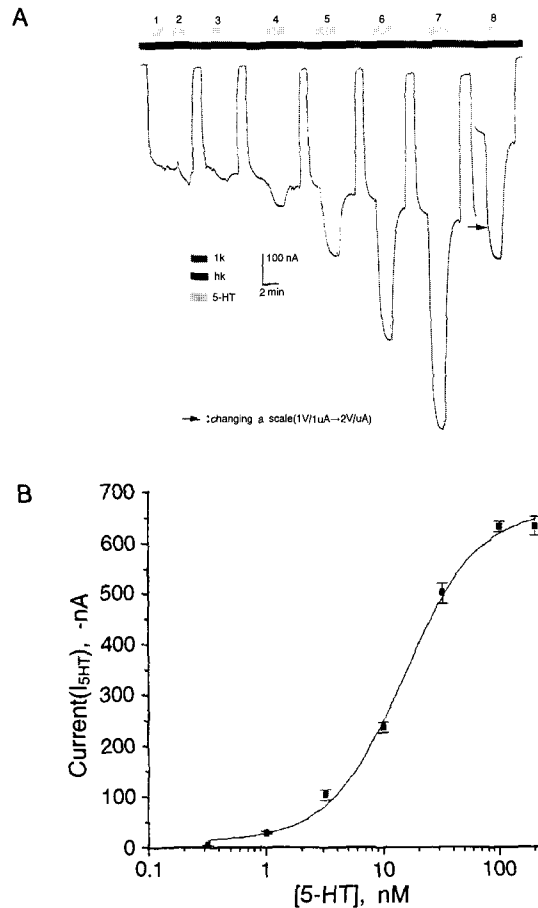 A
1 2 3 4 5 6 7 8
1k
hk
5-HT
100 nA
2 min
:changing a scale(1V/1uA→2V/uA)
B
700
600
500
400
300
200
100
0
Current(I5HT), -nA
0.1 1 10 100
[5-HT], nM